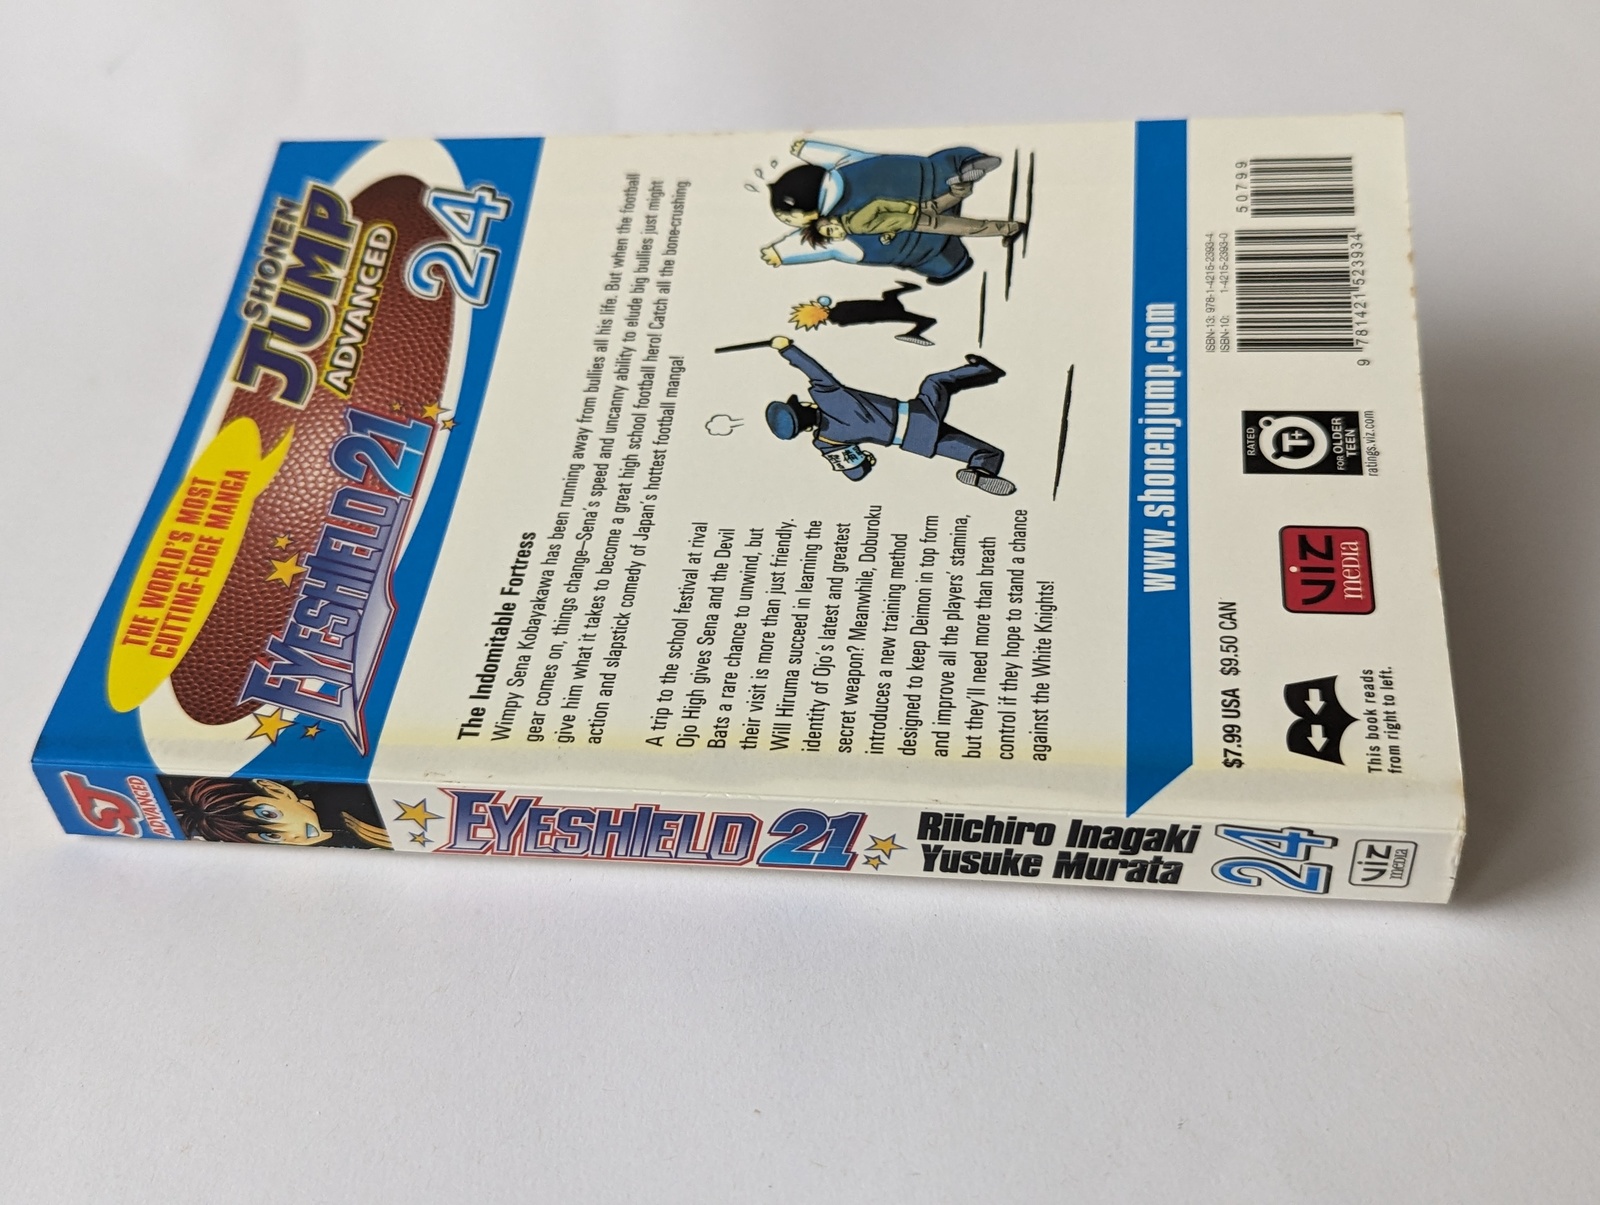 SJ
ADVANCED
EYESHIELD 21
Riichiro Inagaki
Yusuke Murata
24
VIZ
media
THE WORLD'S MOST
CUTTING-EDGE MANGA
SHONEN
JUMP
ADVANCED
EYESHIELD 21
24
The Indomitable Fortress
Wimpy Sena Kobayakawa has been running away from bullies all his life. But when the football
gear comes on, things change–Sena's speed and uncanny ability to elude big bullies just might
give him what it takes to become a great high school football hero! Catch all the bone-crushing
action and slapstick comedy of Japan's hottest football manga!
A trip to the school festival at rival
Ojo High gives Sena and the Devil
Bats a rare chance to unwind, but
their visit is more than just friendly.
Will Hiruma succeed in learning the
identity of Ojo's latest and greatest
secret weapon? Meanwhile, Doburoku
introduces a new training method
designed to keep Deimon in top form
and improve all the players' stamina,
but they'll need more than breath
control if they hope to stand a chance
against the White Knights!
www.shonenjump.com
$7.99 USA $9.50 CAN
This book reads
from right to left.
VIZ
media
RATED
T+
FOR OLDER
TEEN
ratings.viz.com
ISBN-13: 978-1-4215-2393-4
ISBN-10: 1-4215-2393-0
50799
9 781421 523934